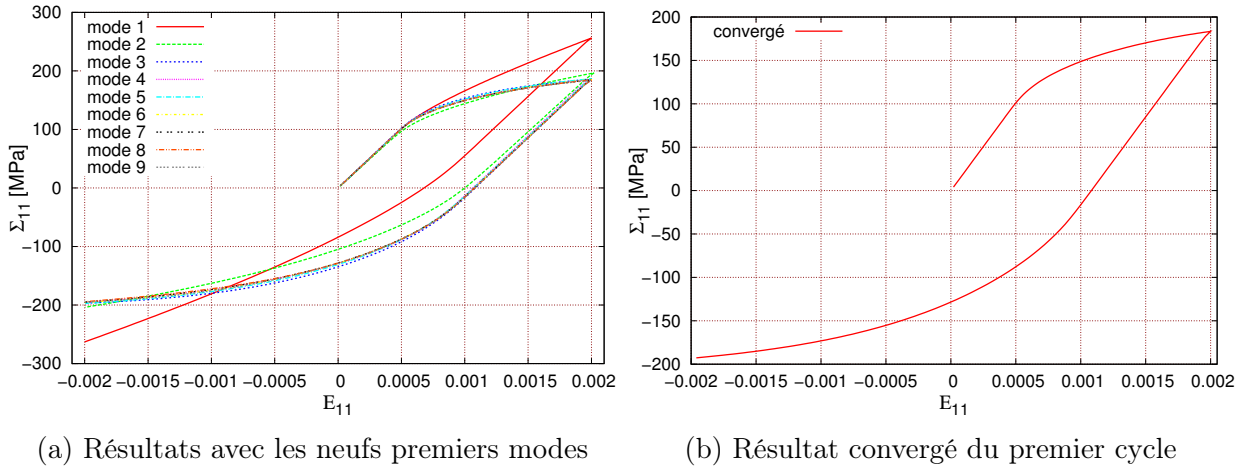 mode 1
mode 2
mode 3
mode 4
mode 5
mode 6
mode 7
mode 8
mode 9
300
200
100
0
−100
−200
−300
Σ11 [MPa]
−0.002 −0.0015 −0.001 −0.0005 0 0.0005 0.001 0.0015 0.002
E11
(a) Résultats avec les neufs premiers modes
convergé
200
150
100
50
0
−50
−100
−150
−200
Σ11 [MPa]
−0.002 −0.0015 −0.001 −0.0005 0 0.0005 0.001 0.0015 0.002
E11
(b) Résultat convergé du premier cycle